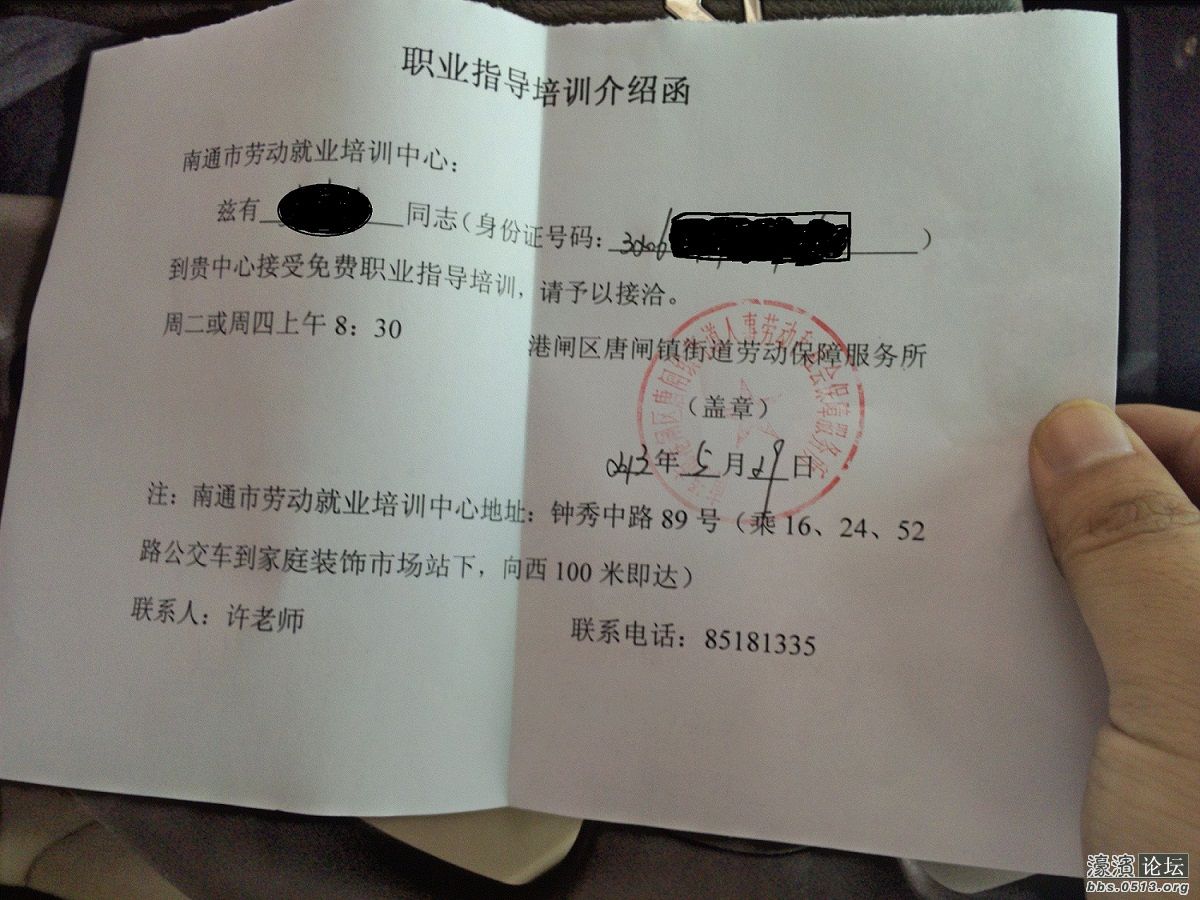 职业指导培训介绍函
南通市劳动就业培训中心：
兹有 同志（身份证号码： ）
到贵中心接受免费职业指导培训，请予以接洽。
周二或周四上午 8：30
港闸区唐闸镇街道劳动保障服务所
（盖章）
2013年 5 月 29 日
注：南通市劳动就业培训中心地址：钟秀中路 89 号（乘 16、24、52
路公交车到家庭装饰市场站下，向西 100 米即达）
联系人：许老师
联系电话：85181335
濠滨论坛
bbs.0513.org